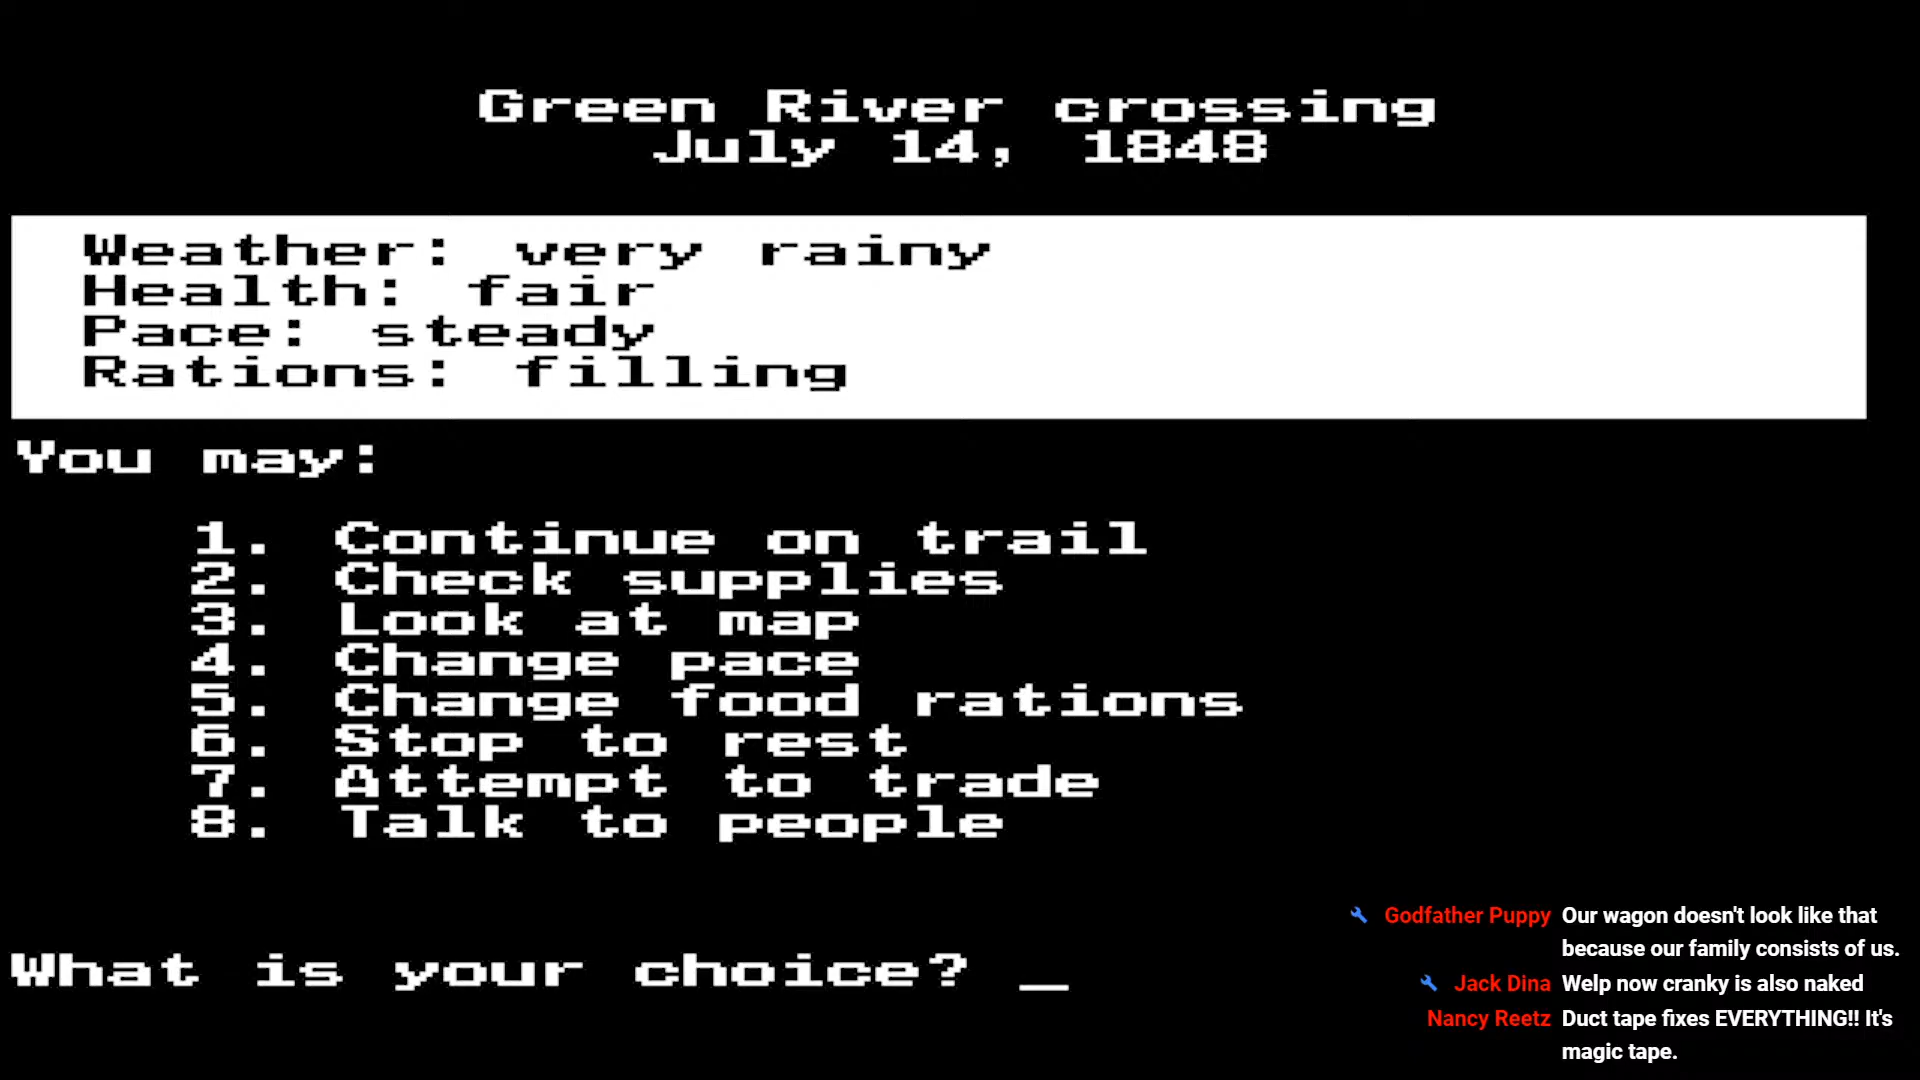 Green River crossing
July 14, 1848
Weather: very rainy
Health: fair
Pace: steady
Rations: filling
You may:
1. Continue on trail
2. Check supplies
3. Look at map
4. Change pace
5. Change food rations
6. Stop to rest
7. Attempt to trade
8. Talk to people
What is your choice? _
Godfather Puppy Our wagon doesn't look like that
because our family consists of us.
Jack Dina Welp now cranky is also naked
Nancy Reetz Duct tape fixes EVERYTHING!! It's
magic tape.